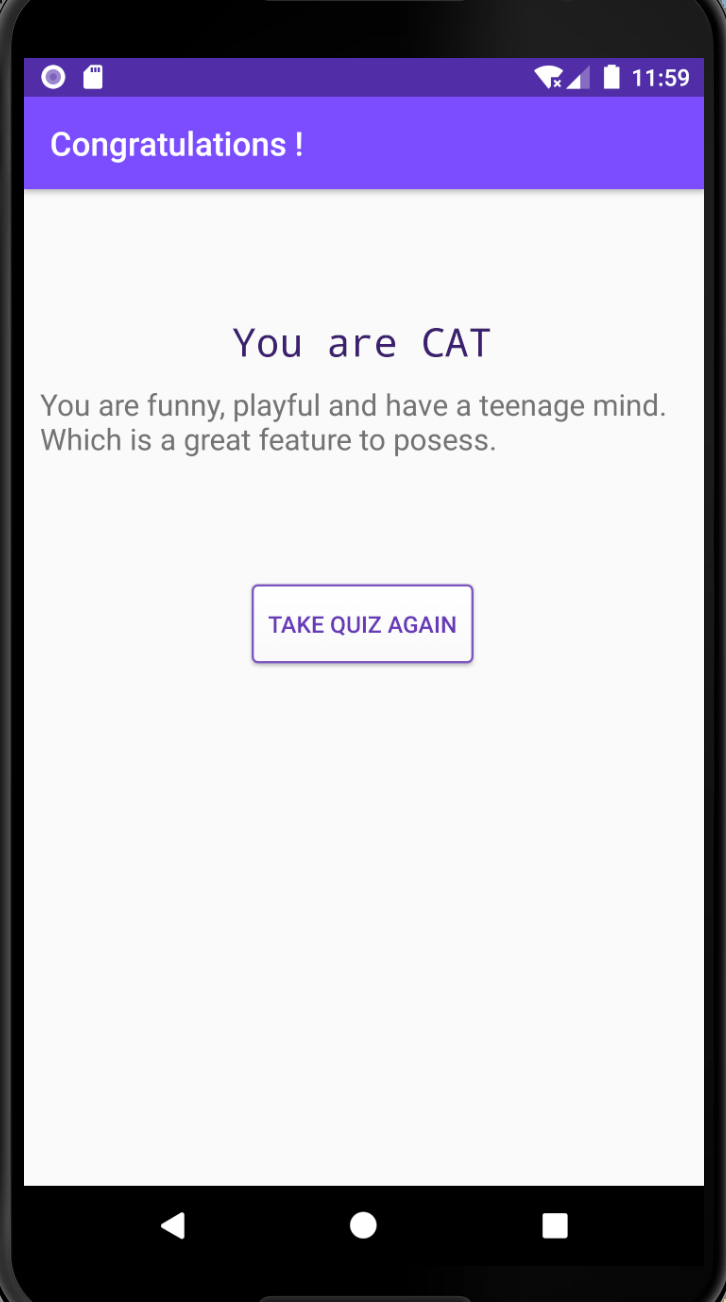 11:59
Congratulations !
You are CAT
You are funny, playful and have a teenage mind.
Which is a great feature to posess.
TAKE QUIZ AGAIN